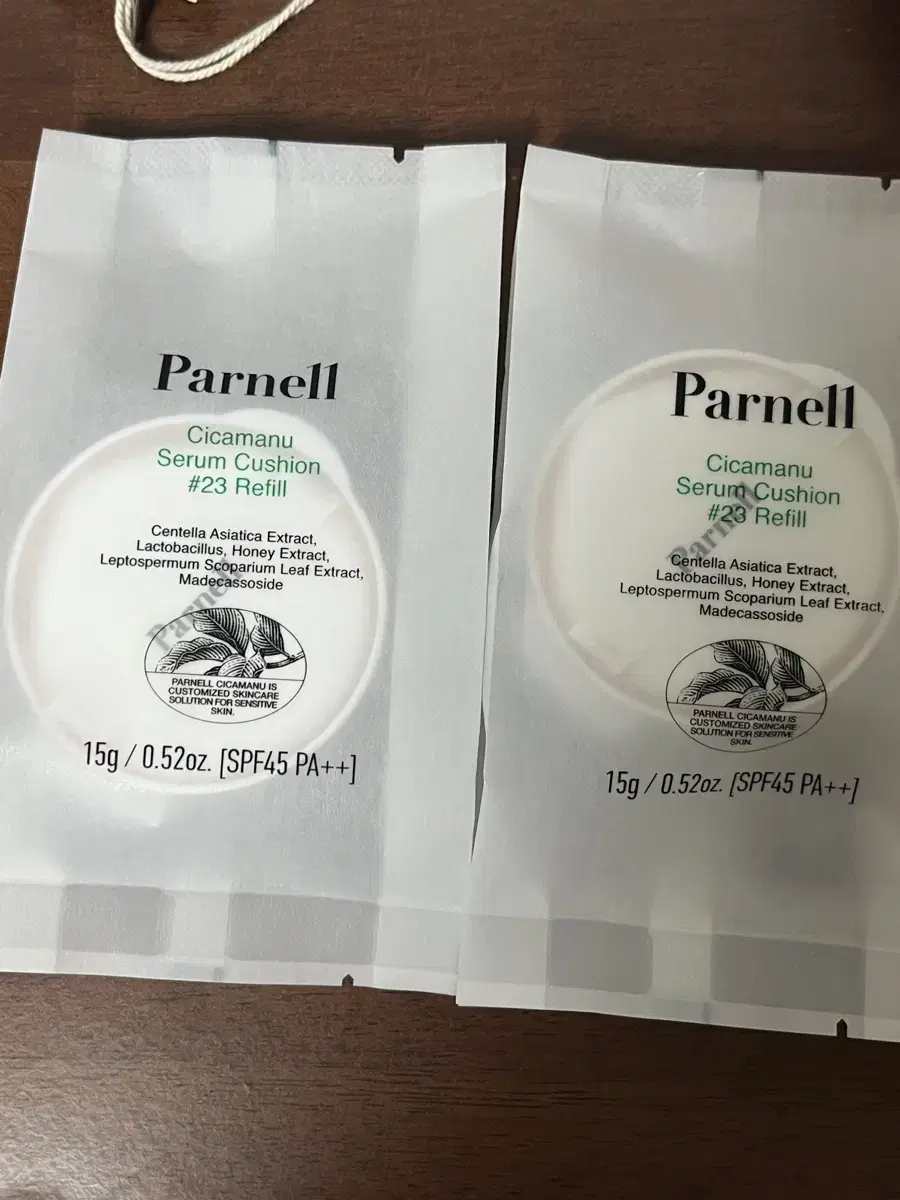 Parnell
Cicamanu
Serum Cushion
#23 Refill
Centella Asiatica Extract,
Lactobacillus, Honey Extract,
Leptospermum Scoparium Leaf Extract,
Madecassoside
Parnell
PARNELL CICAMANU IS
CUSTOMIZED SKINCARE
SOLUTION FOR SENSITIVE
SKIN.
15g / 0.52oz. [SPF45 PA++]
Parnell
Cicamanu
Serum Cushion
#23 Refill
Parnell
Centella Asiatica Extract,
Lactobacillus, Honey Extract,
Leptospermum Scoparium Leaf Extract,
Madecassoside
PARNELL CICAMANU IS
CUSTOMIZED SKINCARE
SOLUTION FOR SENSITIVE
SKIN.
15g / 0.52oz. [SPF45 PA++]